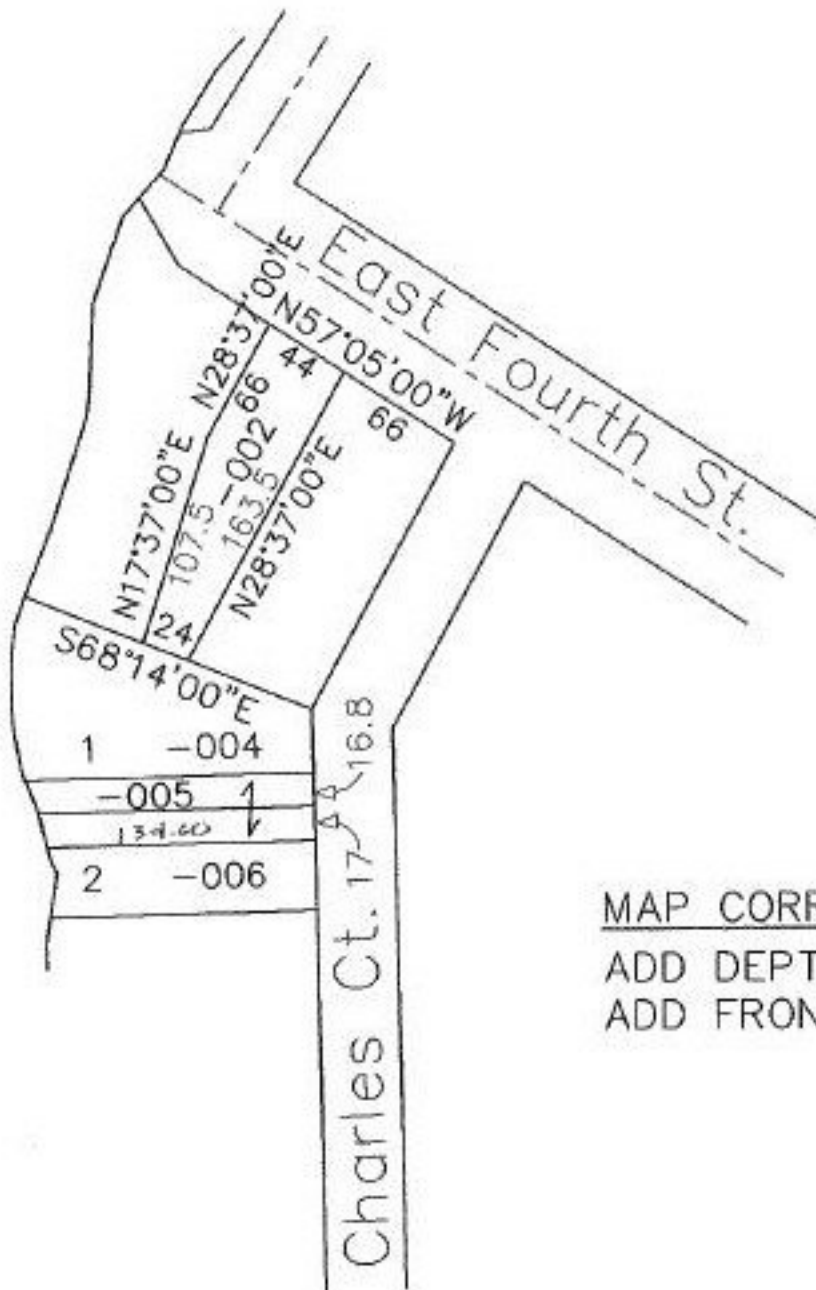 East Fourth St.
N28°37'00"E
N57°05'00"W
44
66
66
-002
N17°37'00"E
107.5
163.5
N28°37'00"E
24
S68°14'00"E
1 -004
16.8
-005
134.60
2 -006
17
Charles Ct.
MAP CORR
ADD DEPT
ADD FRON